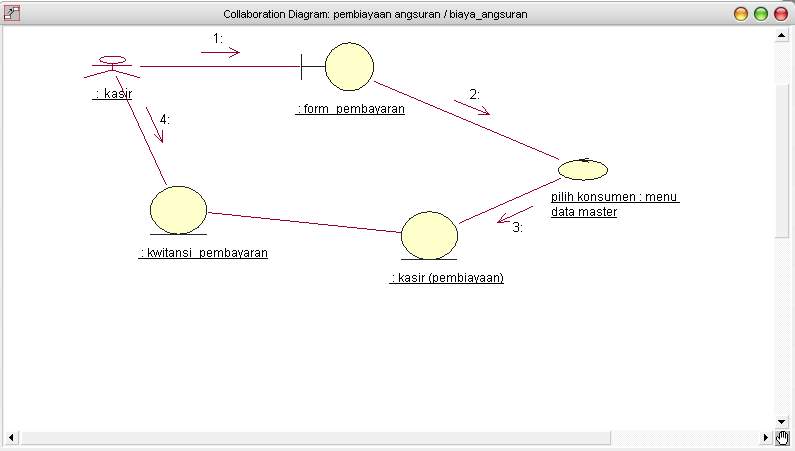 Collaboration Diagram: pembiayaan angsuran / biaya_angsuran
1:
: kasir
: form_pembayaran
2:
4:
pilih konsumen : menu
data master
3:
: kwitansi_pembayaran
: kasir (pembiayaan)